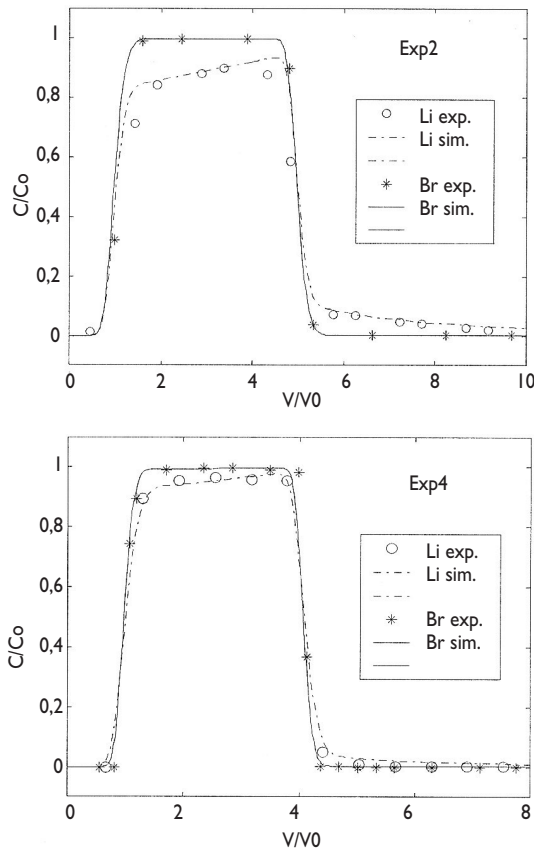 1
Exp2
0,8
Li exp.
Li sim.
0,6
C/Co
Br exp.
0,4
Br sim.
0,2
0
0 2 4 6 8 10
V/V0
1
Exp4
0,8
Li exp.
Li sim.
0,6
C/Co
Br exp.
0,4
Br sim.
0,2
0
0 2 4 6 8
V/V0